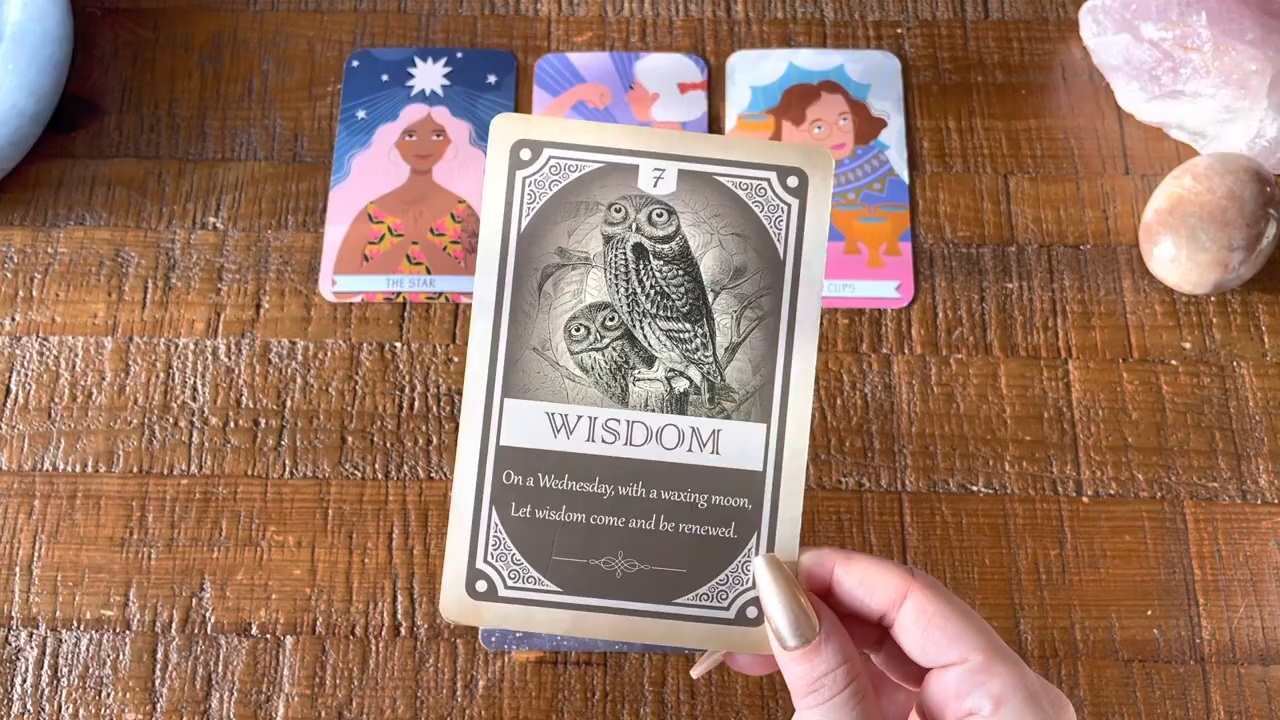 THE STAR
CUPS
7
WISDOM
On a Wednesday, with a waxing moon,
Let wisdom come and be renewed.